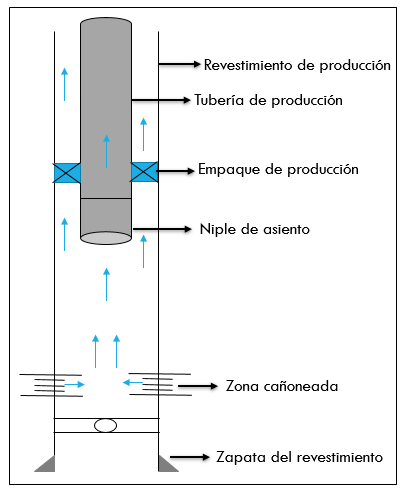 Revestimiento de producción
Tubería de producción
Empaque de producción
Niple de asiento
Zona cañoneada
Zapata del revestimiento